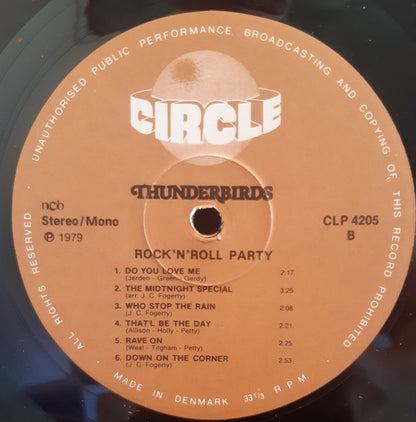 UNAUTHORISED PUBLIC PERFORMANCE, BROADCASTING AND COPYING OF THIS RECORD PROHIBITED
CIRCLE
THUNDERBIRDS
ncb
Stereo/Mono
℗ 1979
CLP 4205
B
ROCK'N'ROLL PARTY
1. DO YOU LOVE ME 2:17
(Jerden - Green - Gerdy)
2. THE MIDTNIGHT SPECIAL 3:25
(arr. J. C. Fogerty)
3. WHO STOP THE RAIN 2:08
(J. C. Fogerty)
4. THAT'L BE THE DAY 2:21
(Allison - Holly - Petty)
5. RAVE ON 2:25
(West - Tilgham - Petty)
6. DOWN ON THE CORNER 2:53
(J. C. Fogerty)
ALL RIGHTS RESERVED
MADE IN DENMARK 33 1/3 R P M